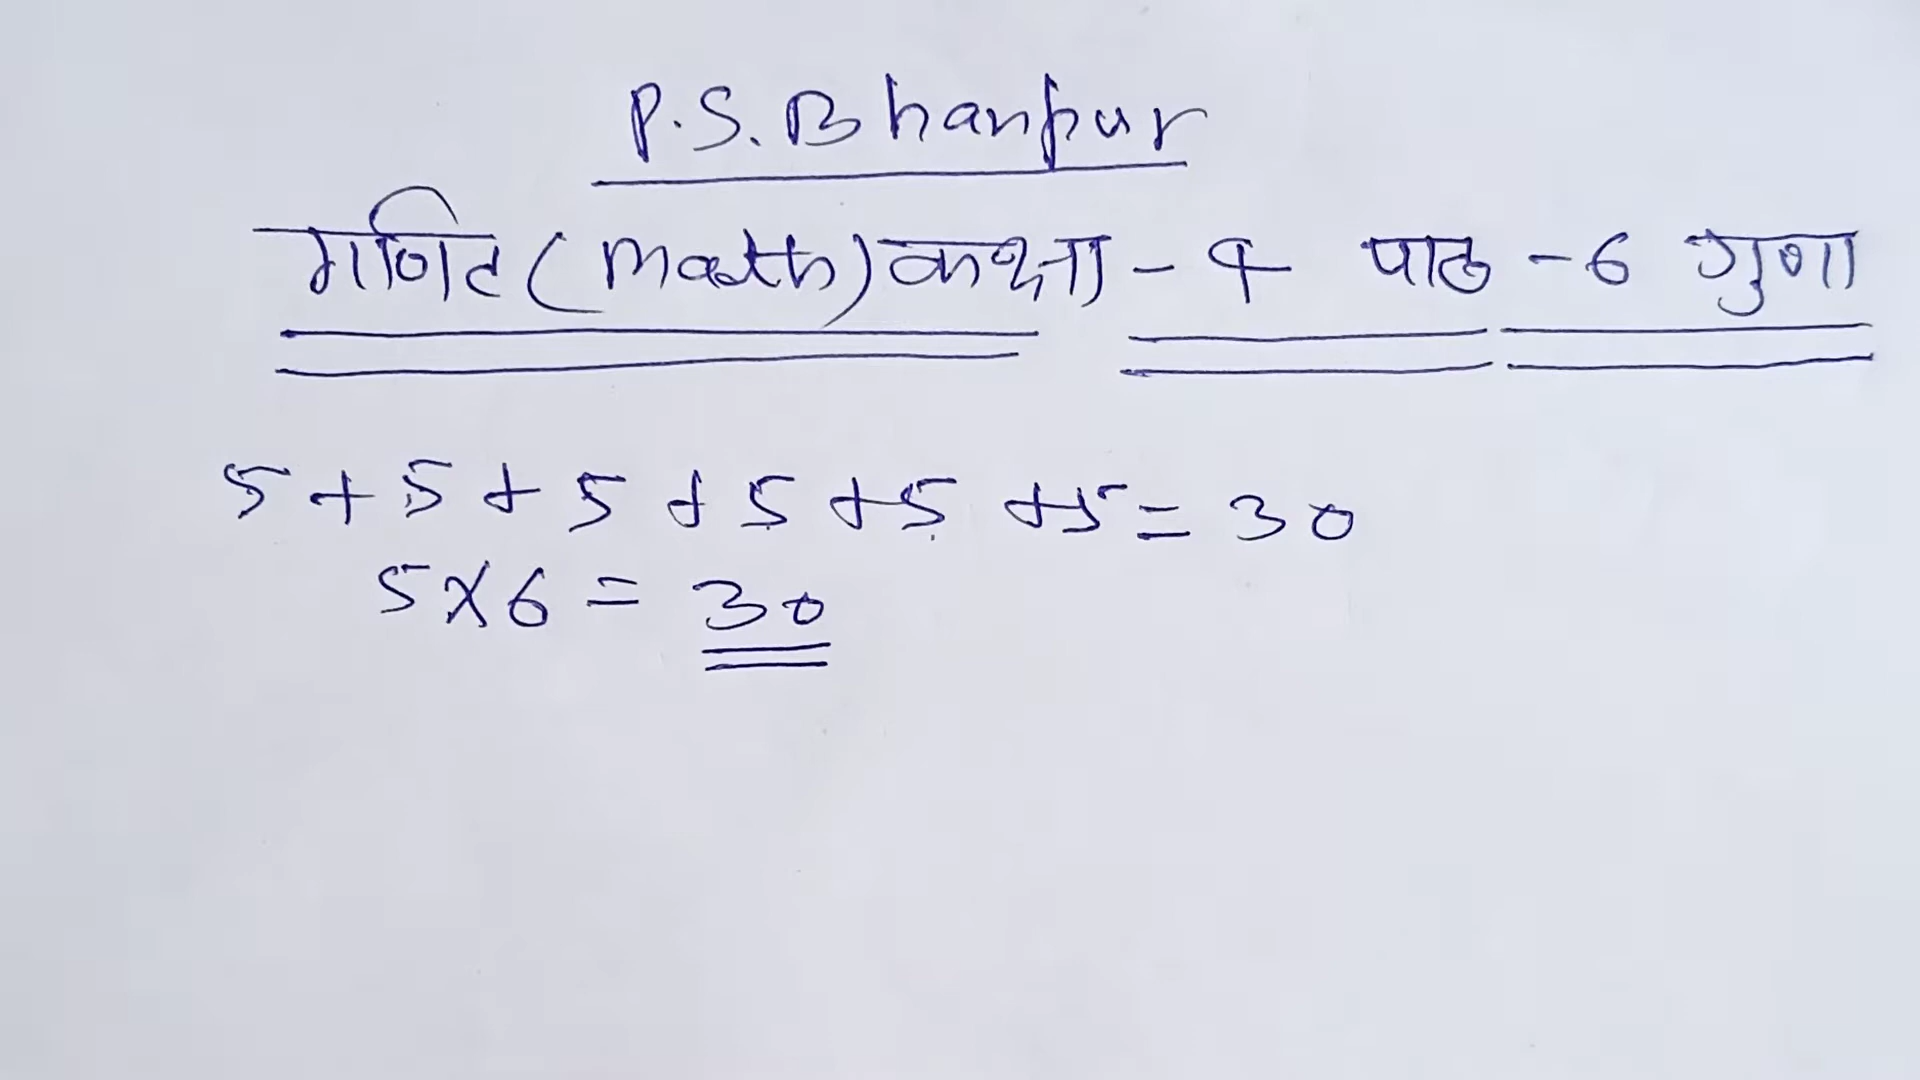 P.S. Bhanpur
गणित (Math) कक्षा - 4 पाठ - 6 गुणा
5 + 5 + 5 + 5 + 5 + 5 = 30
5 X 6 = 30